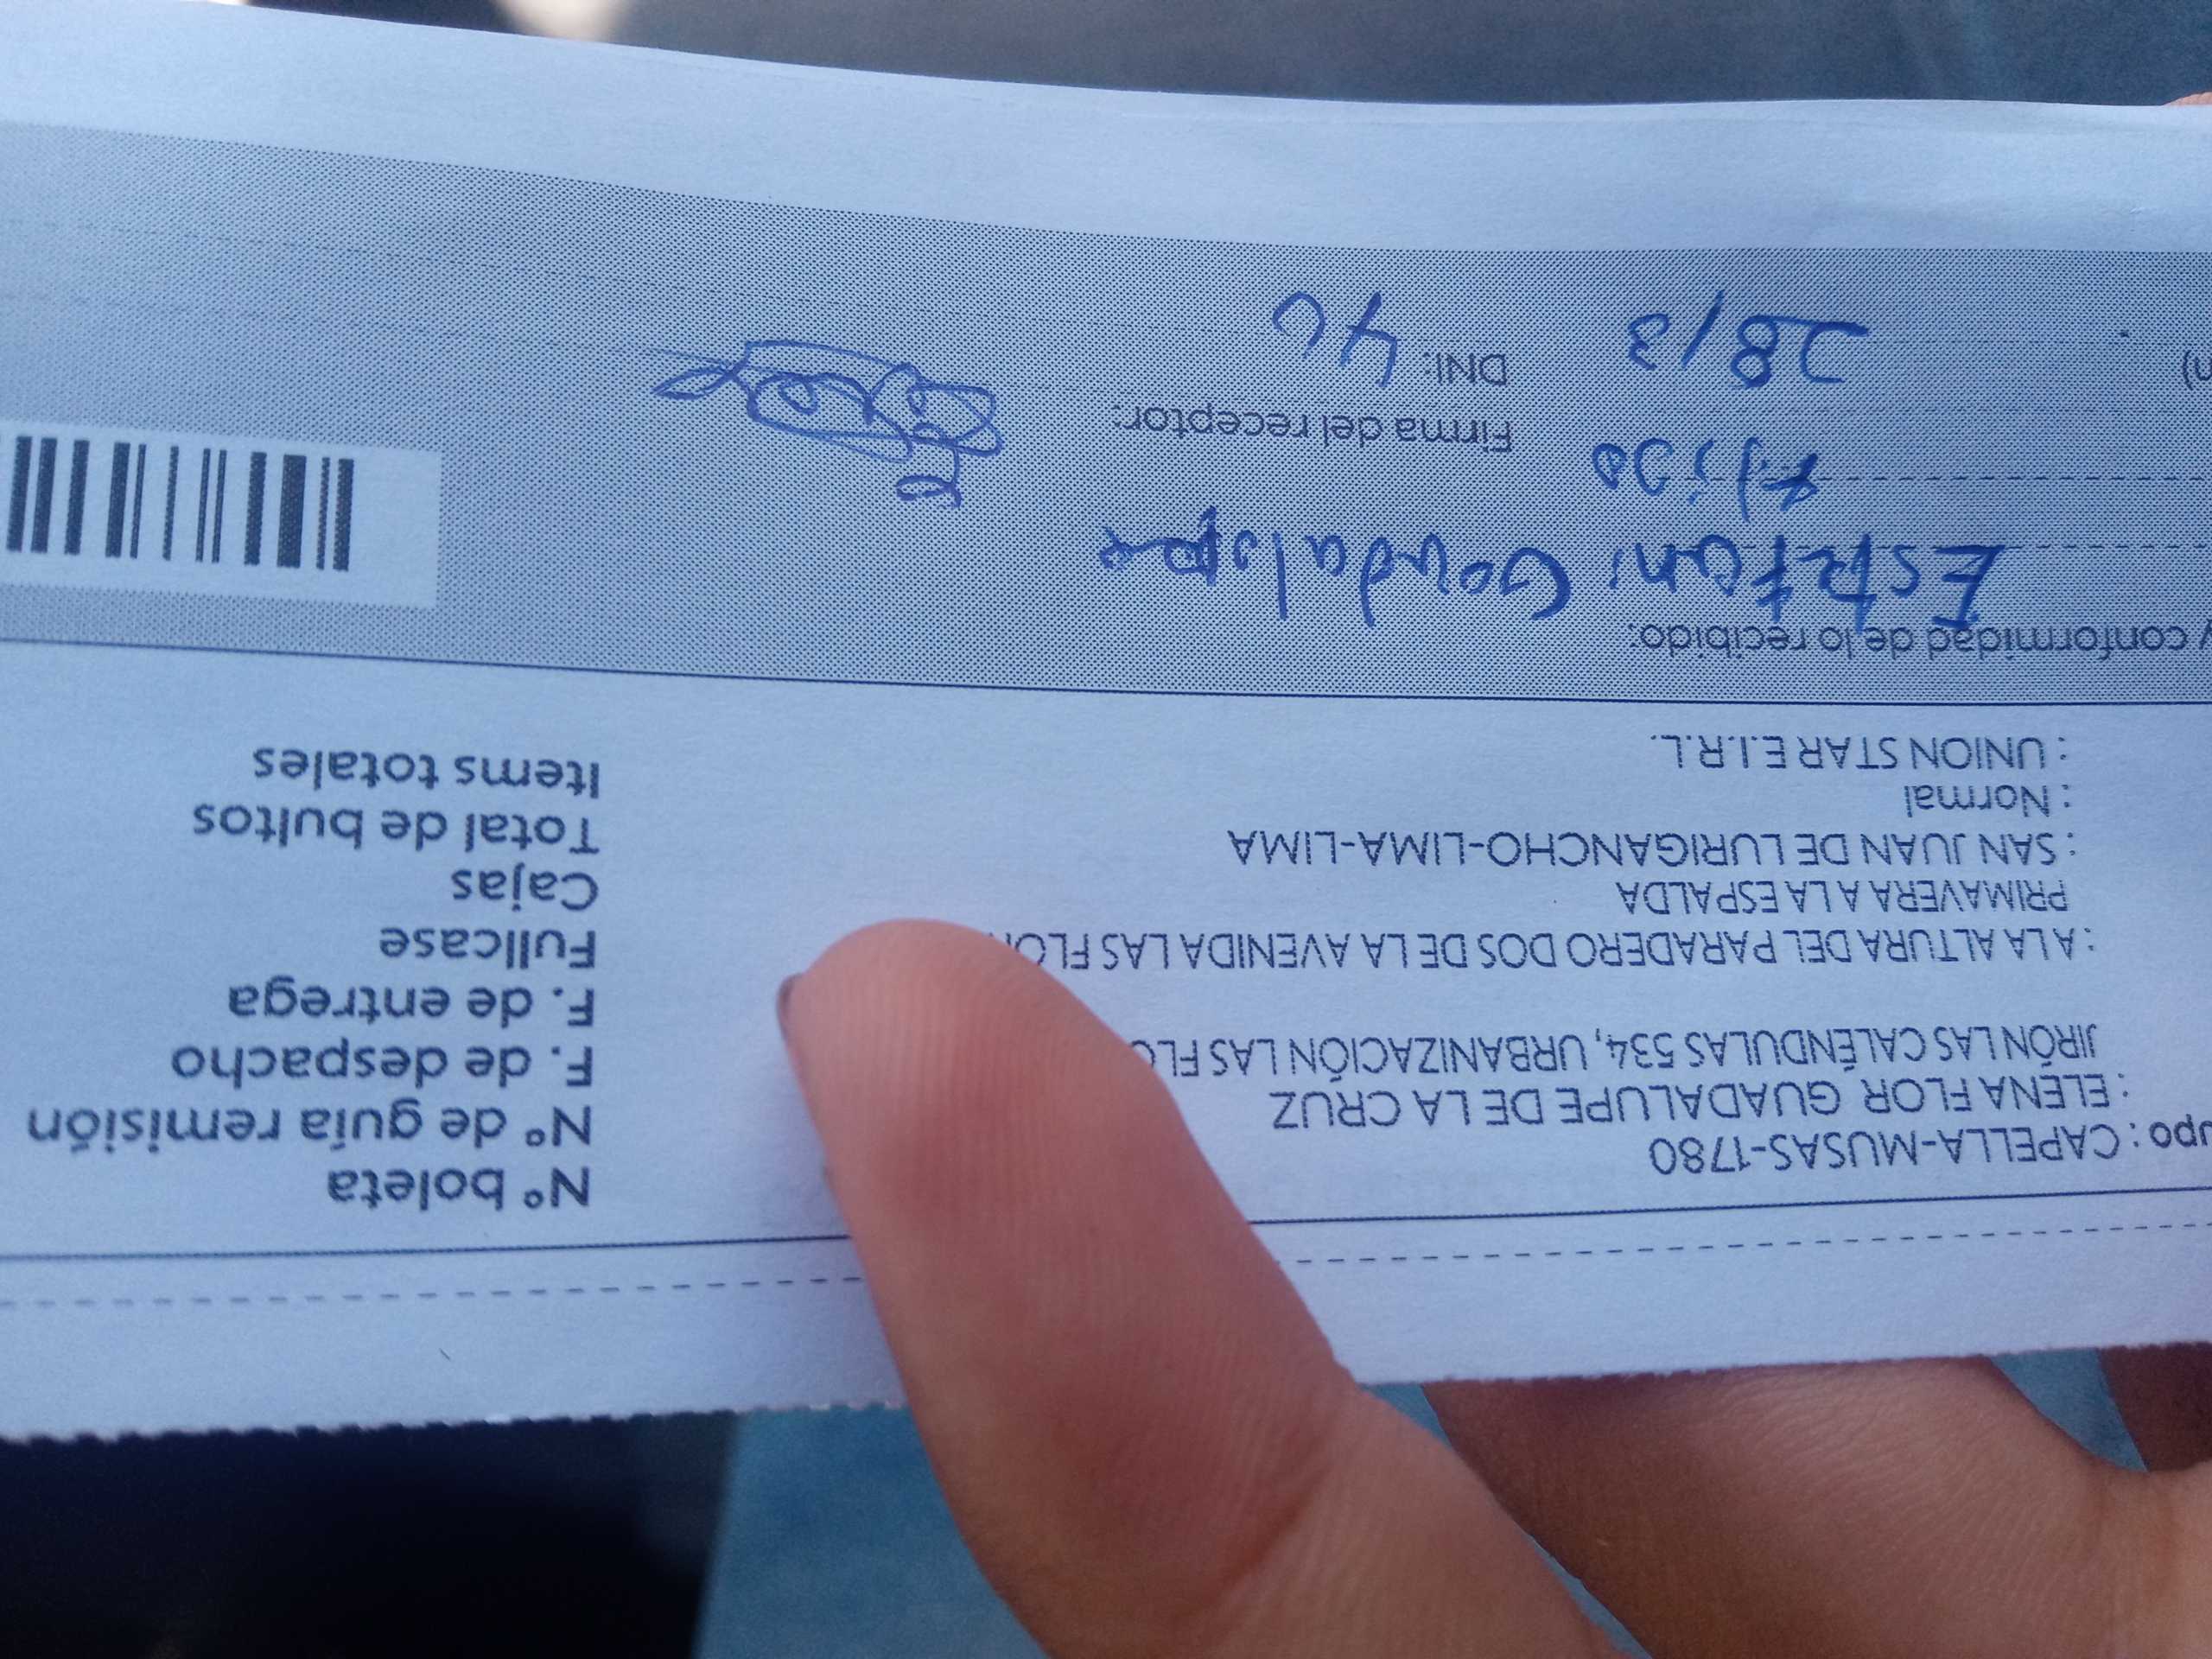 upo : CAPELLA-MUSAS-1780
: ELENA FLOR GUADALUPE DE LA CRUZ
JIRÓN LAS CALÉNDULAS 534, URBANIZACIÓN LAS FLO
: A LA ALTURA DEL PARADERO DOS DE LA AVENIDA LAS FLOR
PRIMAVERA A LA ESPALDA
: SAN JUAN DE LURIGANCHO-LIMA-LIMA
: Normal
: UNION STAR E.I.R.L.
N° boleta
N° de guía remisión
F. de despacho
F. de entrega
Fullcase
Cajas
Total de bultos
Items totales
y conformidad de lo recibido:
Estefani Guadalupe
Firma del receptor:
28/3
DNI: